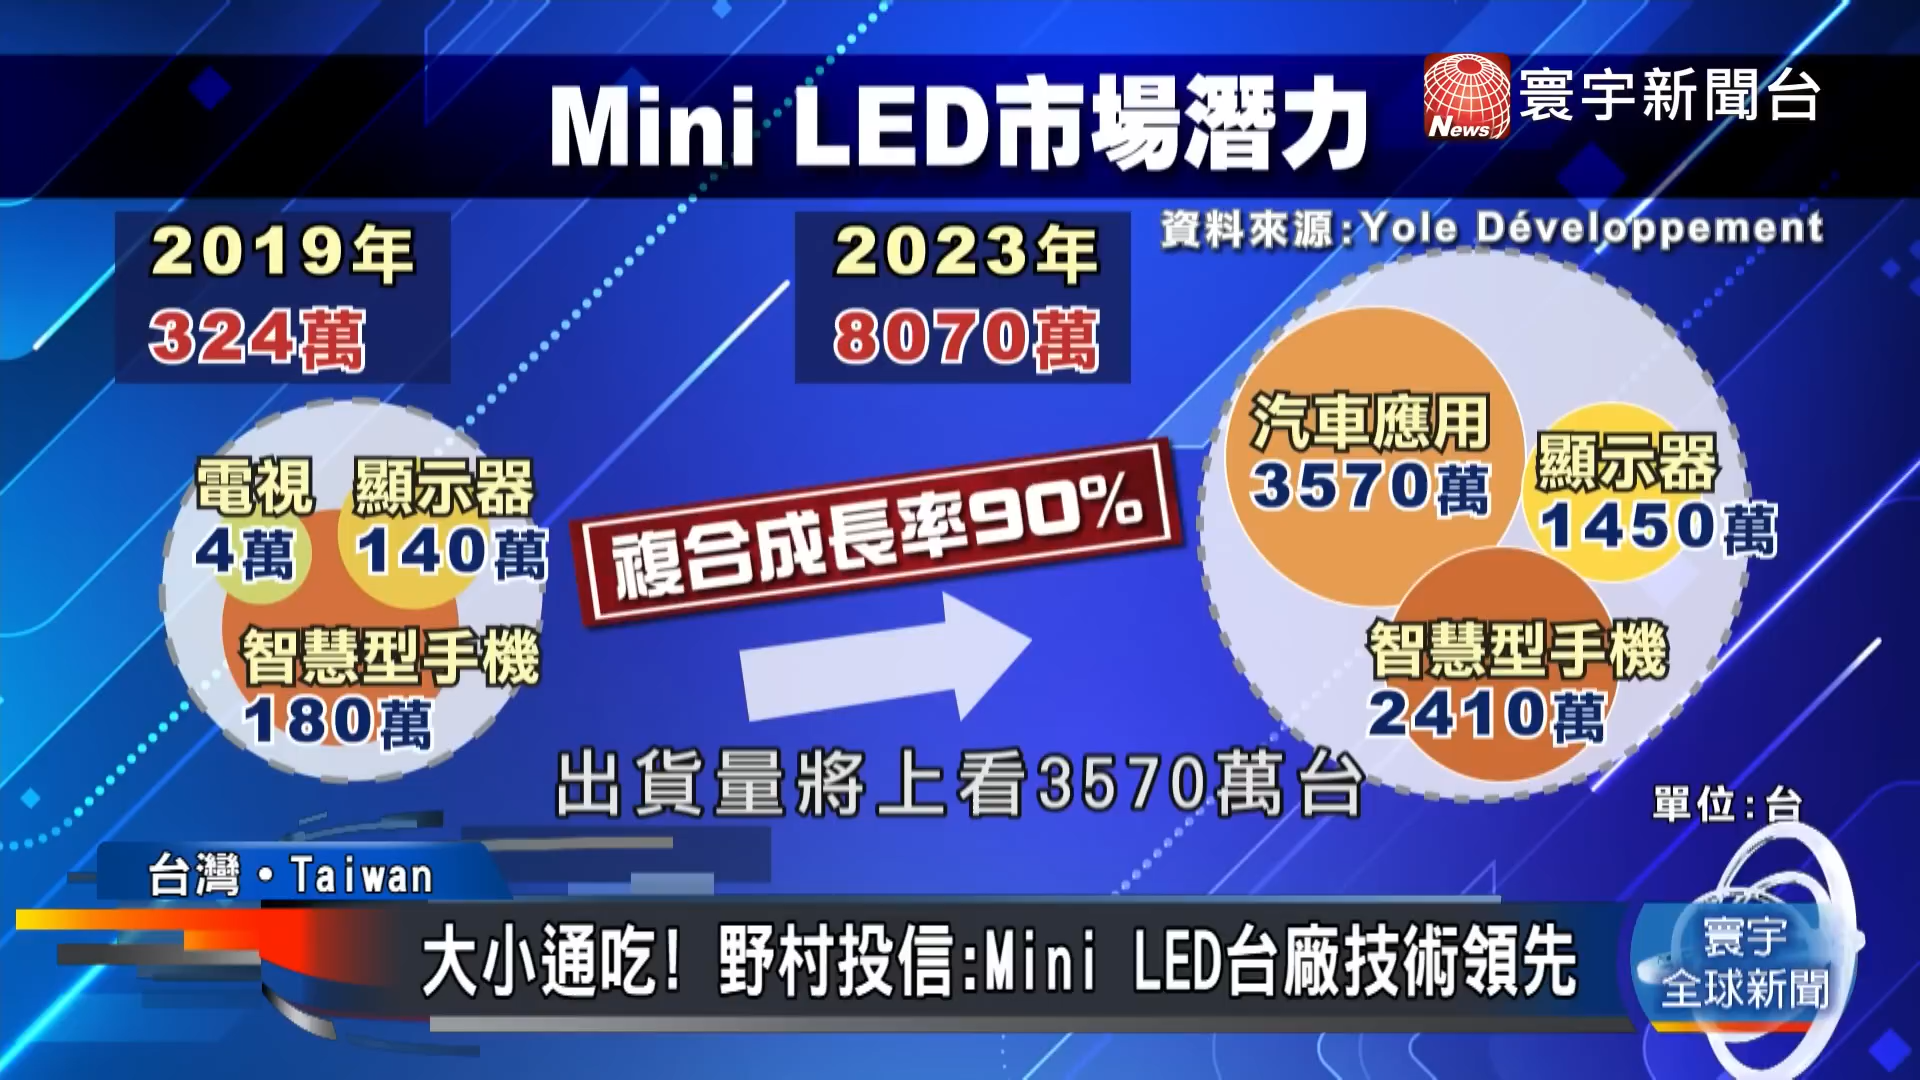 Mini LED市場潛力
News
寰宇新聞台
2019年
324萬
2023年
8070萬
資料來源:Yole Développement
電視
4萬
顯示器
140萬
智慧型手機
180萬
複合成長率90%
汽車應用
3570萬
顯示器
1450萬
智慧型手機
2410萬
出貨量將上看3570萬台
單位:台
台灣・Taiwan
大小通吃! 野村投信:Mini LED台廠技術領先
寰宇
全球新聞